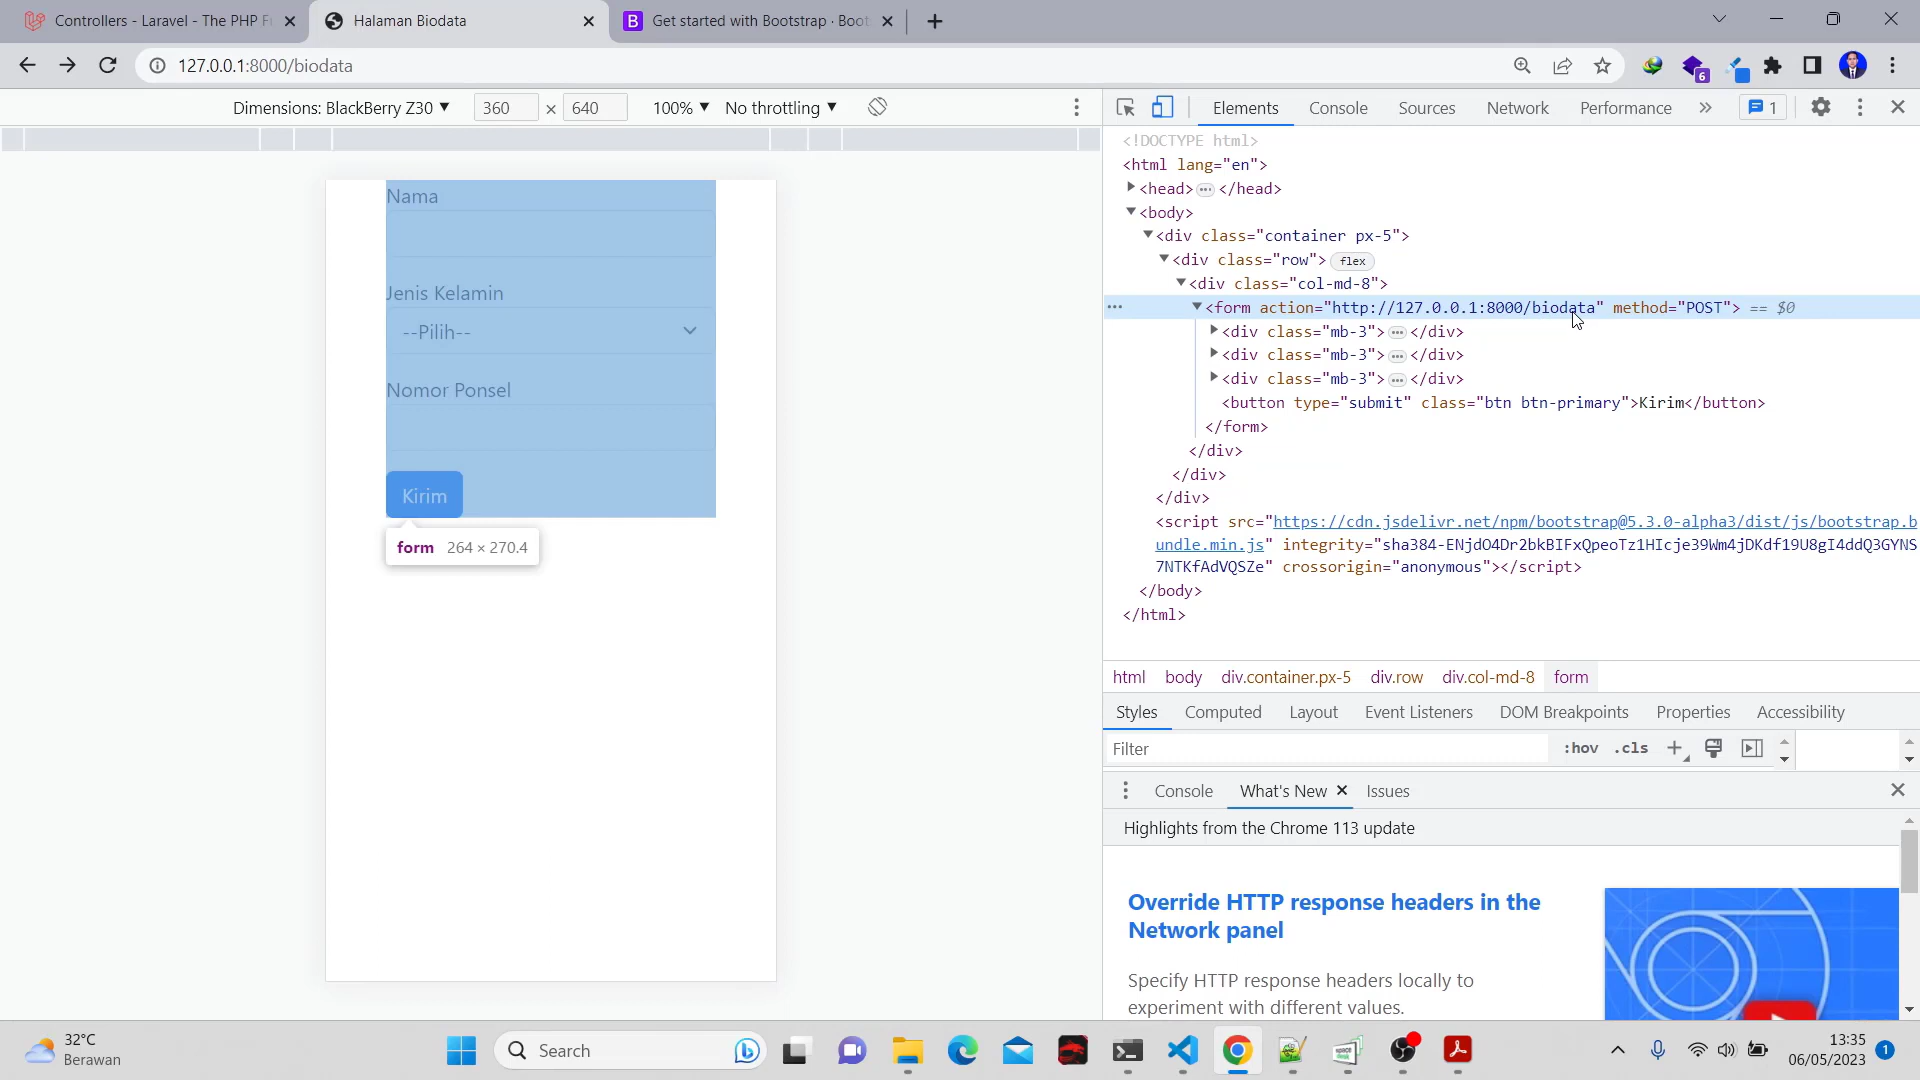 Controllers - Laravel - The PHP F
Halaman Biodata
Get started with Bootstrap · Boot
127.0.0.1:8000/biodata
6
Dimensions: BlackBerry Z30 ▼ 360 × 640 100% ▼ No throttling ▼
Elements Console Sources Network Performance » 1
Nama
Jenis Kelamin
--Pilih--
Nomor Ponsel
Kirim
form 264 × 270.4
<!DOCTYPE html>
<html lang="en">
<head> ••• </head>
<body>
<div class="container px-5">
<div class="row"> flex
<div class="col-md-8">
••• <form action="http://127.0.0.1:8000/biodata" method="POST"> == $0
<div class="mb-3"> ••• </div>
<div class="mb-3"> ••• </div>
<div class="mb-3"> ••• </div>
<button type="submit" class="btn btn-primary">Kirim</button>
</form>
</div>
</div>
</div>
<script src="https://cdn.jsdelivr.net/npm/bootstrap@5.3.0-alpha3/dist/js/bootstrap.b
undle.min.js" integrity="sha384-ENjdO4Dr2bkBIFxQpeoTz1HIcje39Wm4jDKdf19U8gI4ddQ3GYNS
7NTKfAdVQSZe" crossorigin="anonymous"></script>
</body>
</html>
html body div.container.px-5 div.row div.col-md-8 form
Styles Computed Layout Event Listeners DOM Breakpoints Properties Accessibility
Filter :hov .cls
Console What's New Issues
Highlights from the Chrome 113 update
Override HTTP response headers in the
Network panel
Specify HTTP response headers locally to
experiment with different values.
32°C
Berawan
Search
13:35
06/05/2023
1